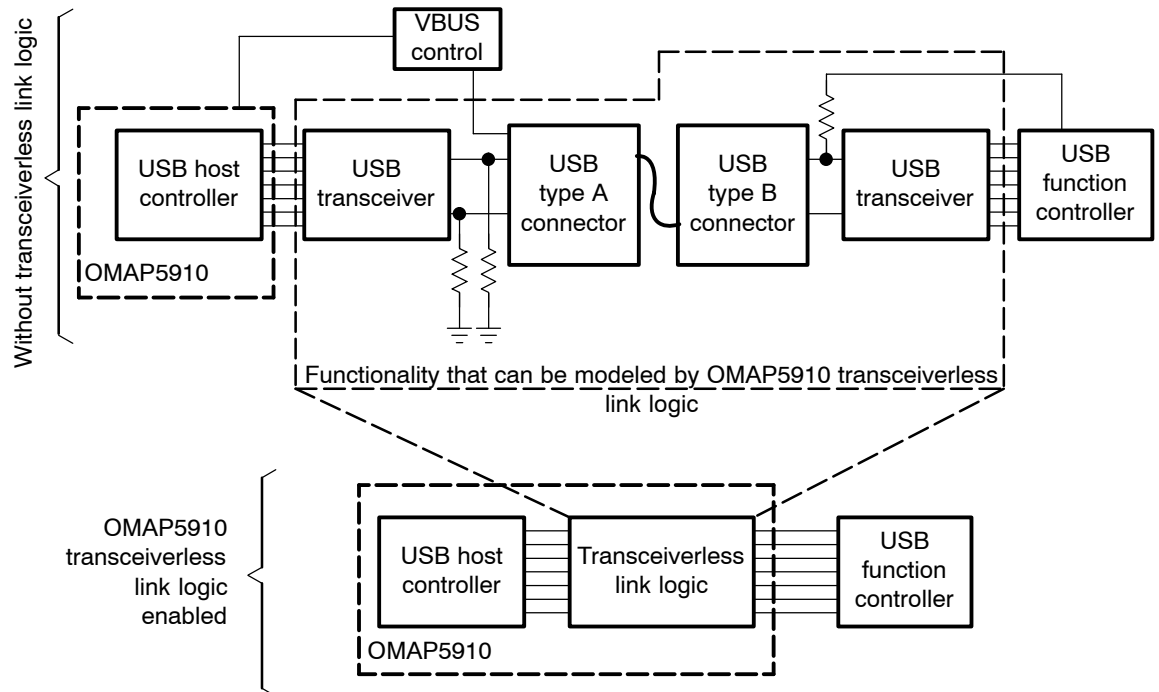 Without transceiverless link logic
VBUS
control
USB host
controller
USB
transceiver
USB
type A
connector
USB
type B
connector
USB
transceiver
USB
function
controller
OMAP5910
Functionality that can be modeled by OMAP5910 transceiverless
link logic
OMAP5910
transceiverless
link logic
enabled
USB host
controller
Transceiverless
link logic
USB
function
controller
OMAP5910